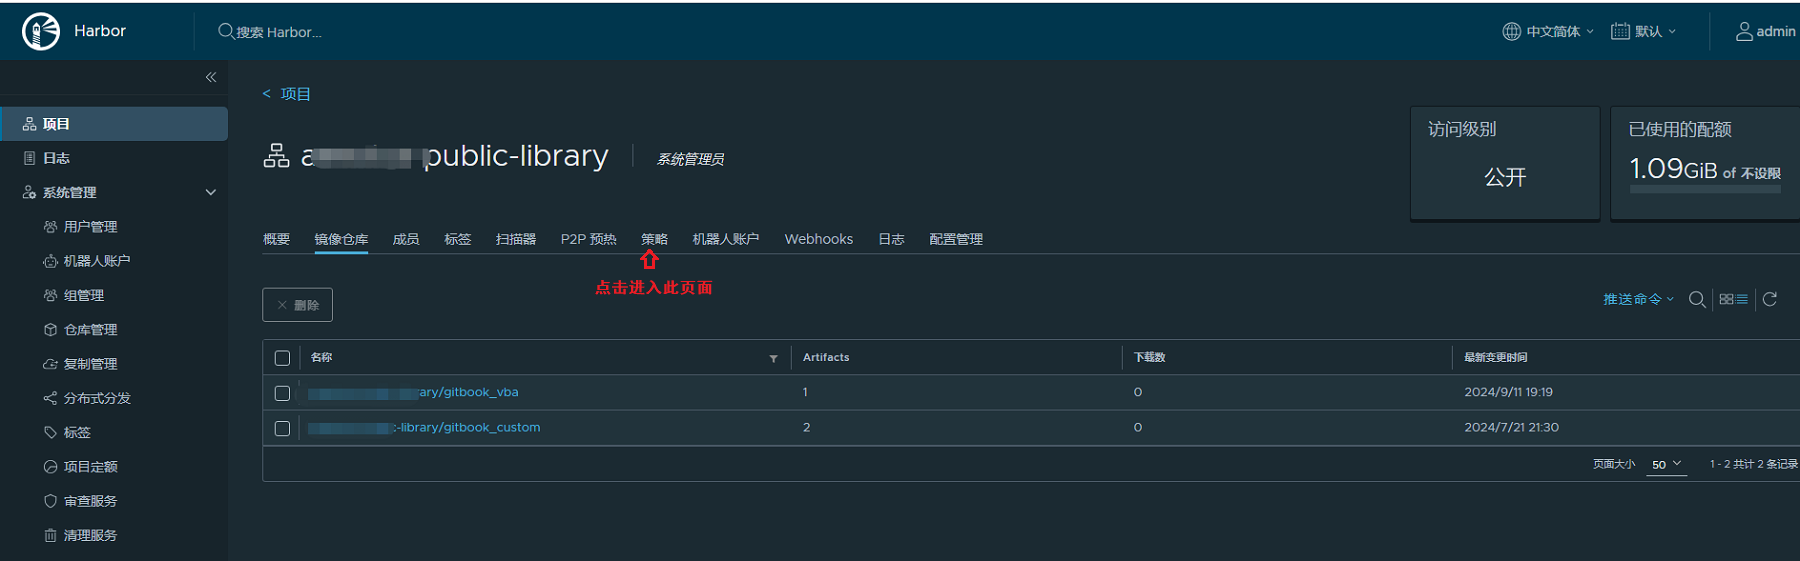 Harbor
搜索 Harbor...
中文简体
默认
admin
项目
日志
系统管理
用户管理
机器人账户
组管理
仓库管理
复制管理
分布式分发
标签
项目定额
审查服务
清理服务
< 项目
a public-library
系统管理员
访问级别
公开
已使用的配额
1.09GiB of 不设限
概要 镜像仓库 成员 标签 扫描器 P2P 预热 策略 机器人账户 Webhooks 日志 配置管理
点击进入此页面
× 删除
推送命令
名称 Artifacts 下载数 最新变更时间
ary/gitbook_vba 1 0 2024/9/11 19:19
-library/gitbook_custom 2 0 2024/7/21 21:30
页面大小 50 1 - 2 共计 2 条记录